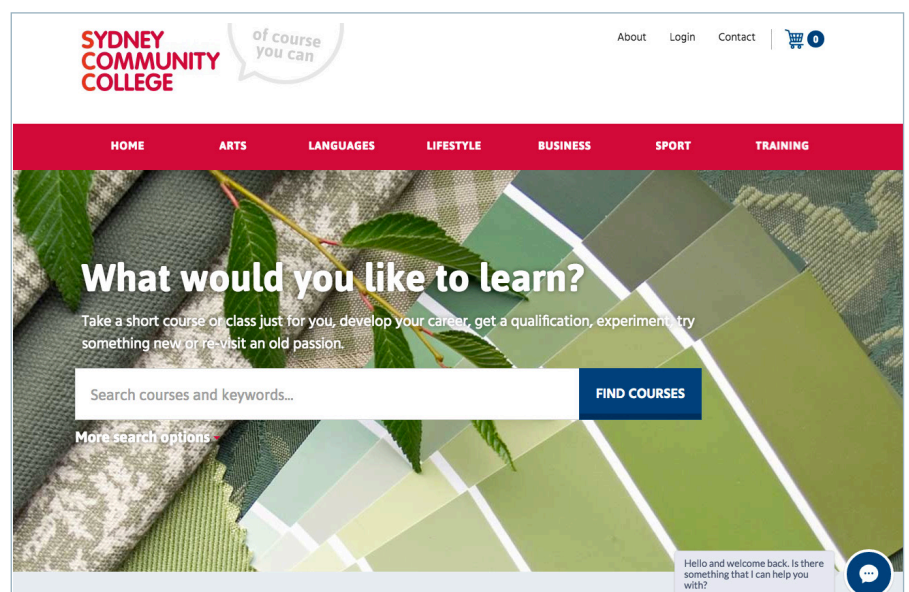 SYDNEY
COMMUNITY
COLLEGE
of course
you can
About Login Contact 0
HOME ARTS LANGUAGES LIFESTYLE BUSINESS SPORT TRAINING
What would you like to learn?
Take a short course or class just for you, develop your career, get a qualification, experiment, try
something new or re-visit an old passion.
Search courses and keywords...
FIND COURSES
More search options
Hello and welcome back. Is there
something that I can help you
with?